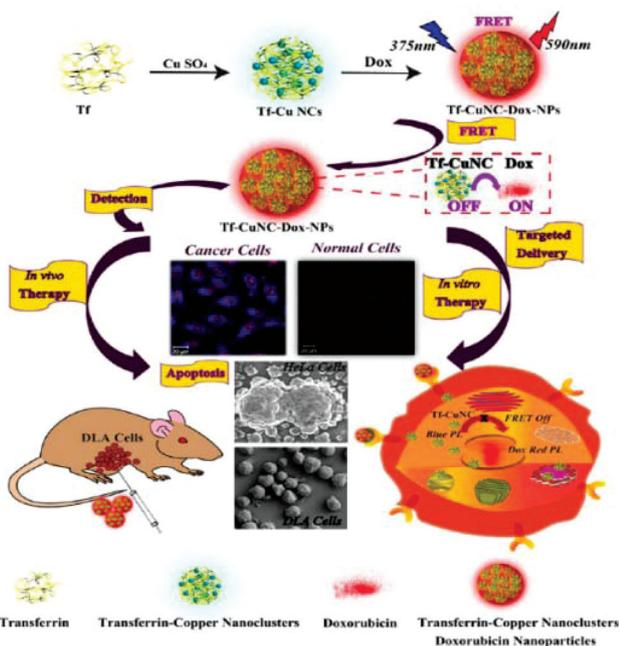 FRET
375nm
590nm
Cu SO₄
Dox
Tf
Tf-Cu NCs
Tf-CuNC-Dox-NPs
FRET
Tf-CuNC Dox
OFF ON
Detection
Tf-CuNC-Dox-NPs
Targeted
Delivery
Cancer Cells
Normal Cells
In vivo
Therapy
In vitro
Therapy
Apoptosis
HeLa Cells
DLA Cells
Tf-CuNC
FRET Off
Blue PL
Dox Red PL
DLA Cells
Transferrin
Transferrin-Copper Nanoclusters
Doxorubicin
Transferrin-Copper Nanoclusters
Doxorubicin Nanoparticles